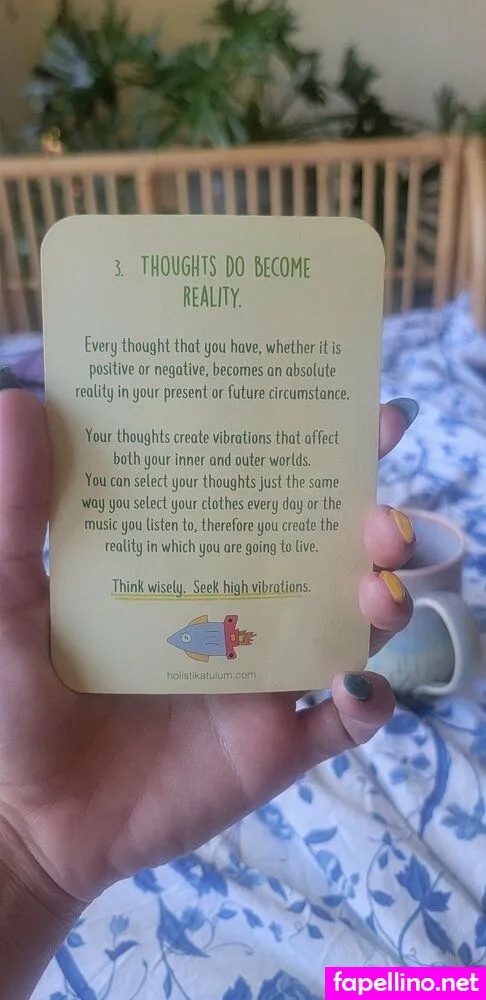 3. THOUGHTS DO BECOME
REALITY.
Every thought that you have, whether it is
positive or negative, becomes an absolute
reality in your present or future circumstance.
Your thoughts create vibrations that affect
both your inner and outer worlds.
You can select your thoughts just the same
way you select your clothes every day or the
music you listen to, therefore you create the
reality in which you are going to live.
Think wisely. Seek high vibrations.
holistikatulum.com
fapellino.net